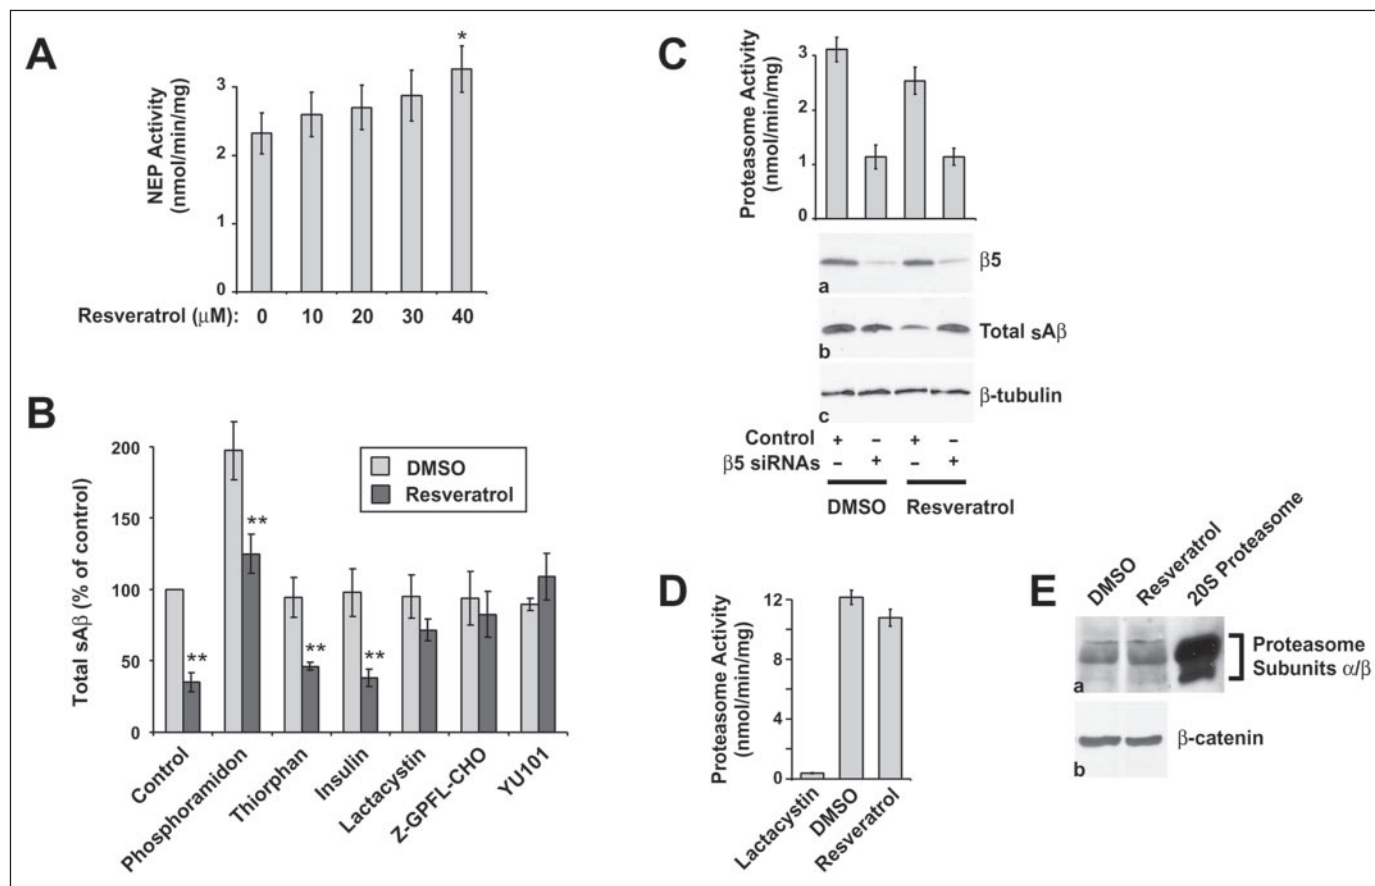 A
*
NEP Activity
(nmol/min/mg)
3
2
1
0
Resveratrol (μM): 0 10 20 30 40
B
Total sAβ (% of control)
200
150
100
50
0
DMSO
Resveratrol
** ** ** **
Control
Phosphoramidon
Thiorphan
Insulin
Lactacystin
Z-GPFL-CHO
YU101
C
Proteasome Activity
(nmol/min/mg)
3
2
1
0
a
β5
b
Total sAβ
c
β-tubulin
Control + – + –
β5 siRNAs – + – +
DMSO Resveratrol
D
Proteasome Activity
(nmol/min/mg)
12
8
4
0
Lactacystin
DMSO
Resveratrol
E
DMSO
Resveratrol
20S Proteasome
a
Proteasome
Subunits α/β
b
β-catenin